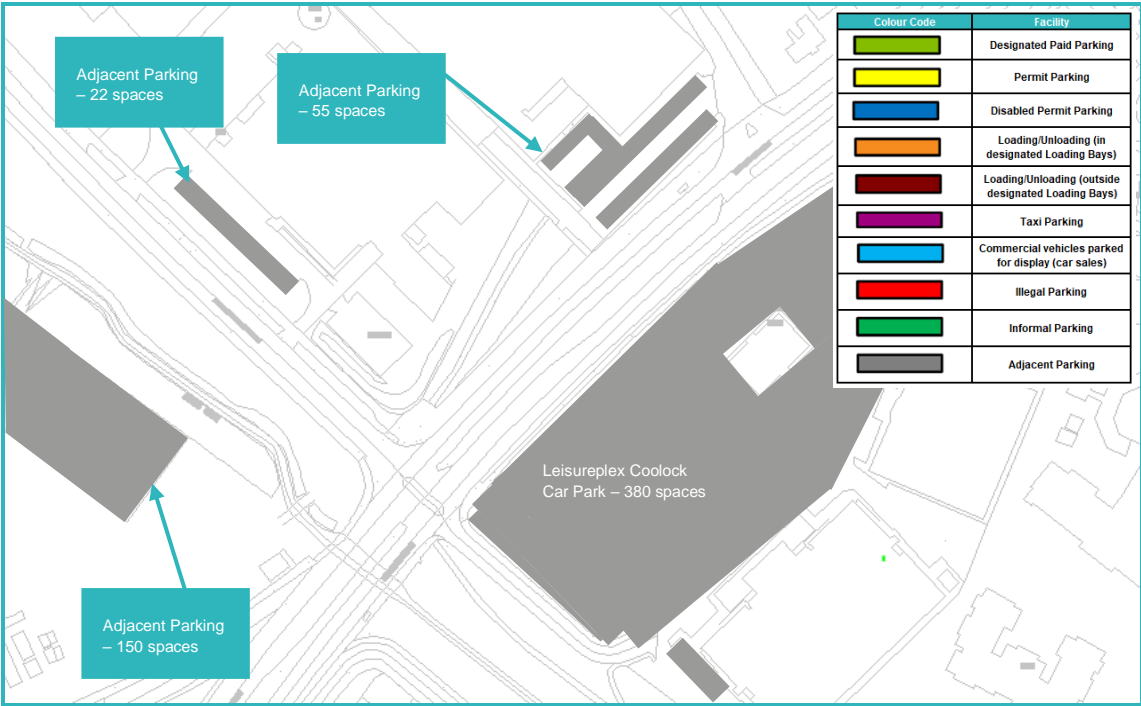 Adjacent Parking
– 22 spaces
Adjacent Parking
– 55 spaces
Colour Code Facility
Designated Paid Parking
Permit Parking
Disabled Permit Parking
Loading/Unloading (in
designated Loading Bays)
Loading/Unloading (outside
designated Loading Bays)
Taxi Parking
Commercial vehicles parked
for display (car sales)
Illegal Parking
Informal Parking
Adjacent Parking
Leisureplex Coolock
Car Park – 380 spaces
Adjacent Parking
– 150 spaces